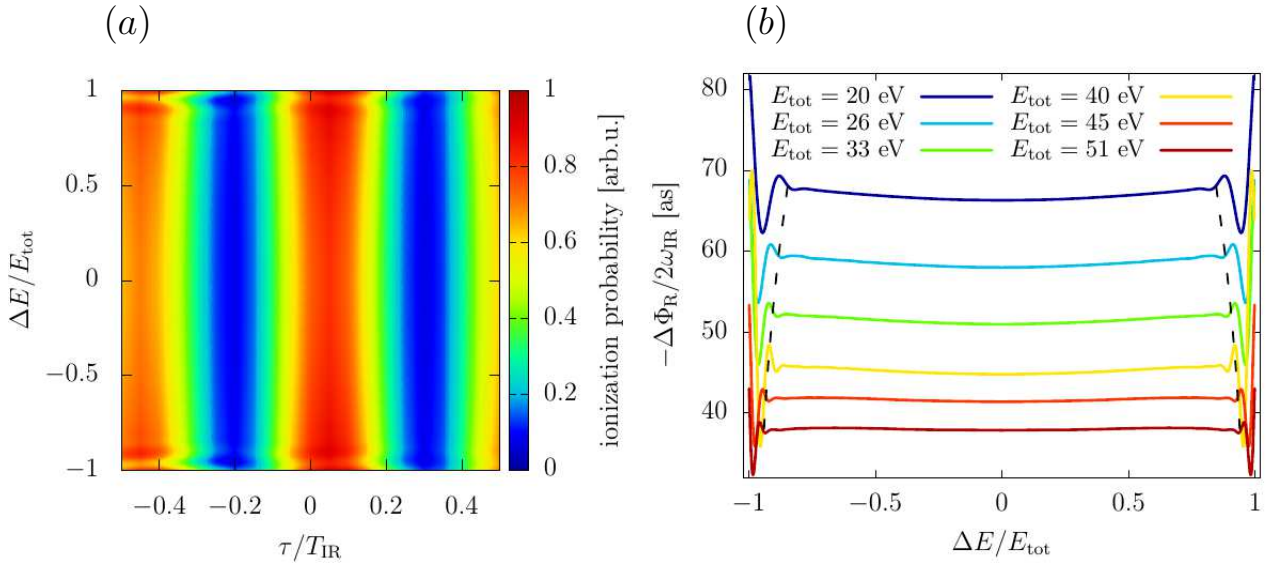 (a)
1
0.5
0
−0.5
−1
ΔE/E_tot
−0.4
−0.2
0
0.2
0.4
τ/T_IR
1
0.8
0.6
0.4
0.2
0
ionization probability [arb.u.]
(b)
80
70
60
50
40
−ΔΦ_R/2ω_IR [as]
E_tot = 20 eV
E_tot = 40 eV
E_tot = 26 eV
E_tot = 45 eV
E_tot = 33 eV
E_tot = 51 eV
−1
−0.5
0
0.5
1
ΔE/E_tot